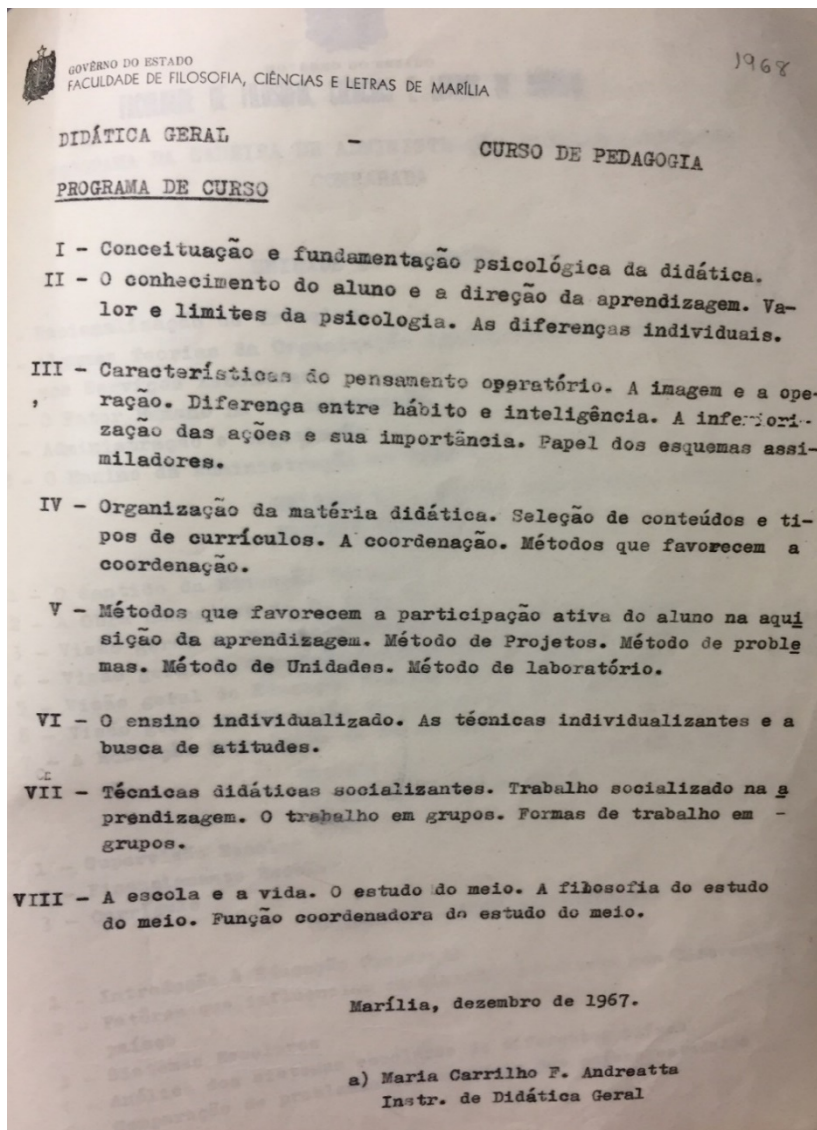 GOVÊRNO DO ESTADO
FACULDADE DE FILOSOFIA, CIÊNCIAS E LETRAS DE MARÍLIA
1968
DIDÁTICA GERAL - CURSO DE PEDAGOGIA
PROGRAMA DE CURSO
I - Conceituação e fundamentação psicológica da didática.
II - O conhecimento do aluno e a direção da aprendizagem. Va-
lor e limites da psicologia. As diferenças individuais.
III - Características do pensamento operatório. A imagem e a ope-
ração. Diferença entre hábito e inteligência. A
zação das ações e sua importância. Papel dos esquemas assi-
miladores.
IV - Organização da matéria didática. Seleção de conteúdos e ti-
pos de currículos. A coordenação. Métodos que favorecem a
coordenação.
V - Métodos que favorecem a participação ativa do aluno na aqui
sição da aprendizagem. Método de Projetos. Método de proble
mas. Método de Unidades. Método de laboratório.
VI - O ensino individualizado. As técnicas individualizantes e a
busca de atitudes.
VII - Técnicas didáticas socializantes. Trabalho socializado na a
prendizagem. O trabalho em grupos. Formas de trabalho em -
grupos.
VIII - A escola e a vida. O estudo do meio. A filosofia do estudo
do meio. Função coordenadora do estudo do meio.
Marília, dezembro de 1967.
a) Maria Carrilho F. Andreatta
Instr. de Didática Geral